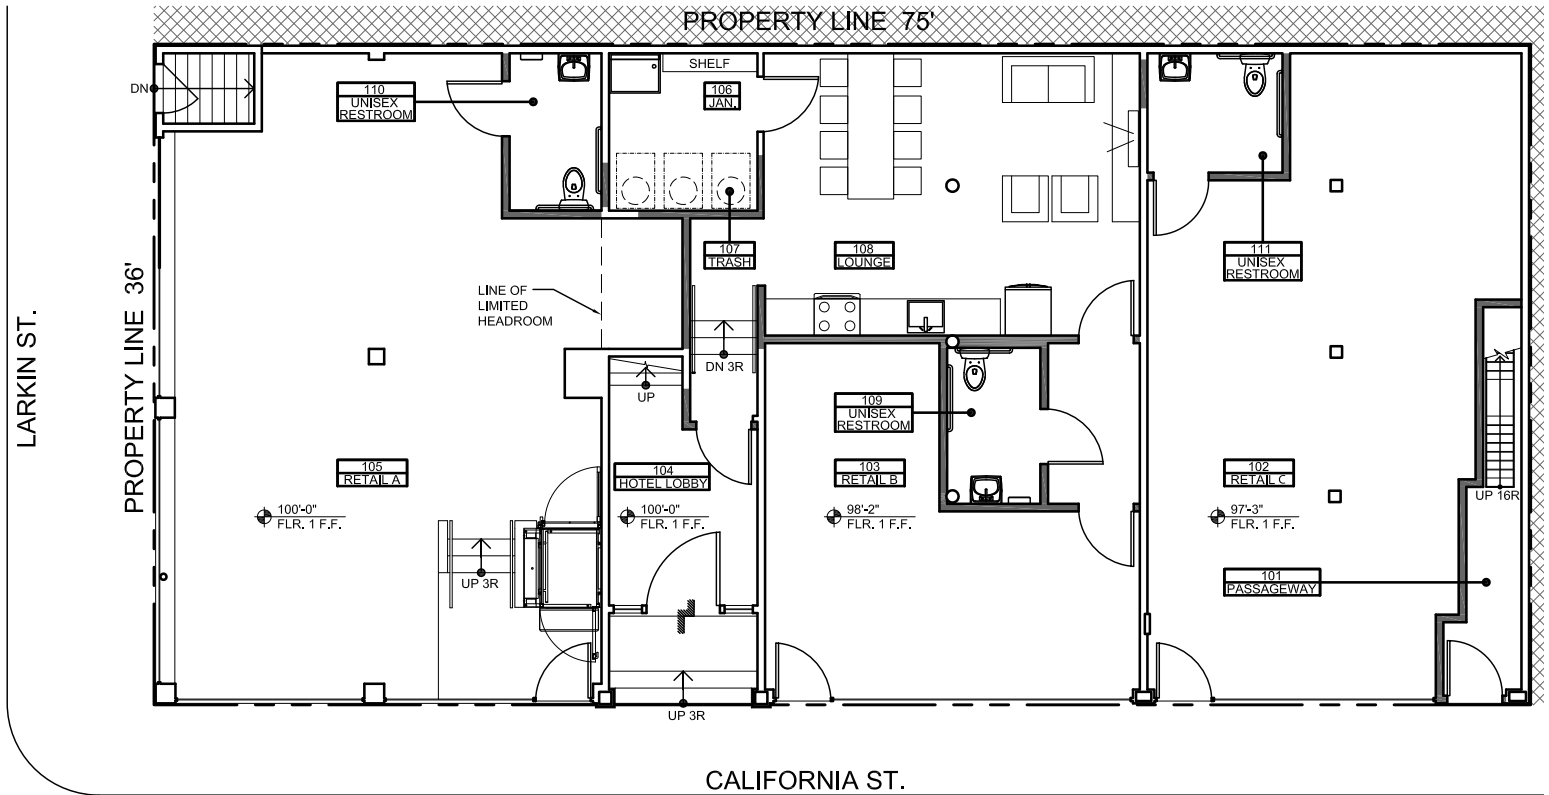 PROPERTY LINE 75'
SHELF
DN
110
UNISEX
RESTROOM
106
JAN.
107
TRASH
108
LOUNGE
111
UNISEX
RESTROOM
LINE OF
LIMITED
HEADROOM
PROPERTY LINE 36'
LARKIN ST.
DN 3R
UP
109
UNISEX
RESTROOM
105
RETAIL A
104
HOTEL LOBBY
103
RETAIL B
102
RETAIL C
UP 16R
100'-0"
FLR. 1 F.F.
100'-0"
FLR. 1 F.F.
98'-2"
FLR. 1 F.F.
97'-3"
FLR. 1 F.F.
UP 3R
101
PASSAGEWAY
UP 3R
CALIFORNIA ST.